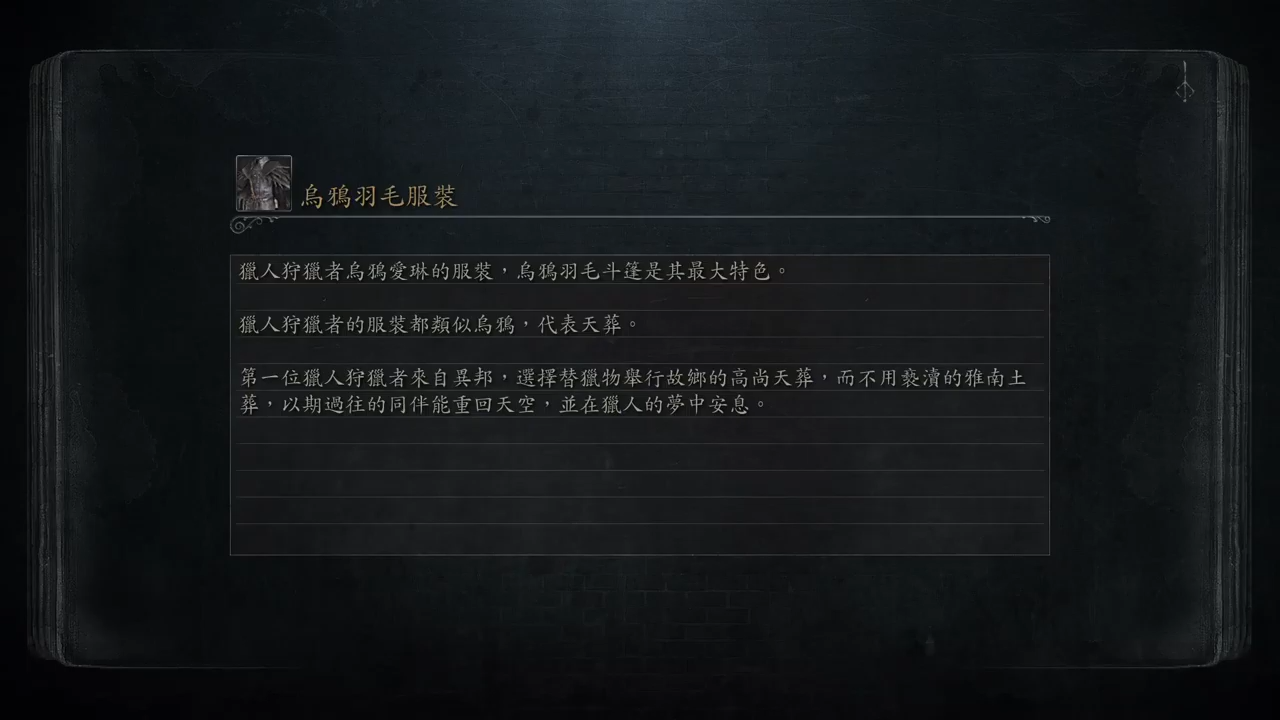 烏鴉羽毛服裝
獵人狩獵者烏鴉愛琳的服裝，烏鴉羽毛斗篷是其最大特色。
獵人狩獵者的服裝都類似烏鴉，代表天葬。
第一位獵人狩獵者來自異邦，選擇替獵物舉行故鄉的高尚天葬，而不用褻瀆的雅南土
葬，以期過往的同伴能重回天空，並在獵人的夢中安息。